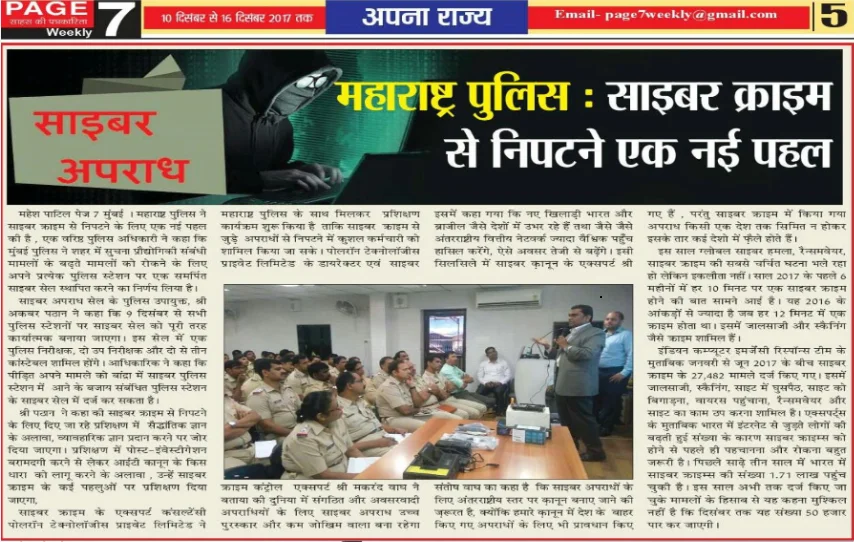 PAGE
साहस की पत्रकारिता
Weekly
7
10 दिसंबर से 16 दिसंबर 2017 तक
अपना राज्य
Email- page7weekly@gmail.com
5
साइबर
अपराध
महाराष्ट्र पुलिस : साइबर क्राइम
से निपटने एक नई पहल
महेश पाटिल पेज 7 मुंबई । महाराष्ट्र पुलिस ने
साइबर क्राइम से निपटने के लिए एक नई पहल
की है , एक वरिष्ठ पुलिस अधिकारी ने कहा कि
मुंबई पुलिस ने शहर में सुचना प्रौद्योगिकी संबंधी
मामलों के बढ़ती मामलों को रोकने के लिए
अपने प्रत्येक पुलिस स्टेशन पर एक समर्पित
साइबर सेल स्थापित करने का निर्णय लिया है।
साइबर अपराध सेल के पुलिस उपायुक्त, श्री
अकबर पठान ने कहा कि 9 दिसंबर से सभी
पुलिस स्टेशनों पर साइबर सेल को पूरी तरह
कार्यात्मक बनाया जाएगा। इस सेल में एक
पुलिस निरीक्षक, दो उप निरीक्षक और दो से तीन
कांस्टेबल शामिल होंगे। आधिकारिक ने कहा कि
पीड़ित अपने मामले को बांद्रा में साइबर पुलिस
स्टेशन में आने के बजाय संबंधित पुलिस स्टेशन
के साइबर सेल में दर्ज कर सकता है।
श्री पठान ने कहा की साइबर क्राइम से निपटने
के लिए दिए जा रहे प्रशिक्षण में सैद्धांतिक ज्ञान
के अलावा, व्यावहारिक ज्ञान प्रदान करने पर जोर
दिया जाएगा। प्रशिक्षण में पोस्ट-इंवेस्टीगेशन
बरामदगी करने से लेकर आईटी कानून के किस
धारा को लागू करने के अलावा , उन्हें साइबर
क्राइम के कई पहलुओं पर प्रशिक्षण दिया
जाएगा,
साइबर क्राइम के एक्सपर्ट कंसल्टेंसी
पोलरॉन टेक्नोलॉजीस प्राइवेट लिमिटेड ने
महाराष्ट्र पुलिस के साथ मिलकर प्रशिक्षण
कार्यक्रम शुरू किया है ताकि साइबर क्राइम से
जुड़े अपराधों से निपटने में कुशल कर्मचारी को
शामिल किया जा सके। पोलरॉन टेक्नोलॉजीस
प्राइवेट लिमिटेड के डायरेक्टर एवं साइबर
क्राइम कंट्रोल एक्सपर्ट श्री मकरंद वाघ ने
बताया की दुनिया में संगठित और अवसरवादी
अपराधियों के लिए साइबर अपराध उच्च
पुरस्कार और कम जोखिम वाला बना रहेगा
इसमें कहा गया कि नए खिलाड़ी भारत और
ब्राजील जैसे देशों में उभर रहे हैं तथा जैसे जैसे
अंतरराष्ट्रीय वित्तीय नेटवर्क ज्यादा वैश्विक पहुँच
हासिल करेंगे, ऐसे अवसर तेजी से बढ़ेंगे। इसी
सिलसिले में साइबर क़ानून के एक्सपर्ट श्री
संतोष वाघ का कहा है कि साइबर अपराधों के
लिए अंतरराष्ट्रीय स्तर पर क़ानून बनाए जाने की
ज़ुरूरत है, क्योंकि हमारे क़ानून में देश के वाहर
किए गए अपराधों के लिए भी प्रावधान किए
गए हैं , परंतु साइबर क्राइम में किया गया
अपराध किसी एक देश तक सिमित न होकर
इसके तार कई देशों में फैले होते हैं।
इस साल ग्लोबल साइबर हमला, रैन्समवेयर,
साइबर क्राइम की सबसे चर्चित घटना भले रहा
हो लेकिन इकलौता नहीं। साल 2017 के पहले 6
महीनों में हर 10 मिनट पर एक साइबर क्राइम
होने की बात सामने आई है। यह 2016 के
आंकड़ों से ज्यादा है जब हर 12 मिनट में एक
क्राइम होता था। इसमें जालसाजी और स्कैनिंग
जैसे क्राइम शामिल हैं।
इंडियन कम्प्यूटर इमर्जेंसी रिस्पॉन्स टीम के
मुताबिक जनवरी से जून 2017 के बीच साइबर
क्राइम के 27,482 मामले दर्ज किए गए। इसमें
जालसाजी, स्कैनिंग, साइट में घुसपैठ, साइट को
बिगाड़ना, वायरस पहुंचाना, रैन्समवेयर और
साइट का काम ठप करना शामिल है। एक्सपर्ट्स
के मुताबिक भारत में इंटरनेट से जुड़ते लोगों की
बढ़ती हुई संख्या के कारण साइबर क्राइम्स को
होने से पहले ही पहचानना और रोकना बहुत
जरूरी है। पिछले साढ़े तीन साल में भारत में
साइबर क्राइम्स की संख्या 1.71 लाख पहुंच
चुकी है। इस साल अभी तक दर्ज किए जा
चुके मामलों के हिसाब से यह कहना मुश्किल
नहीं है कि दिसंबर तक यह संख्या 50 हजार
पार कर जाएगी।